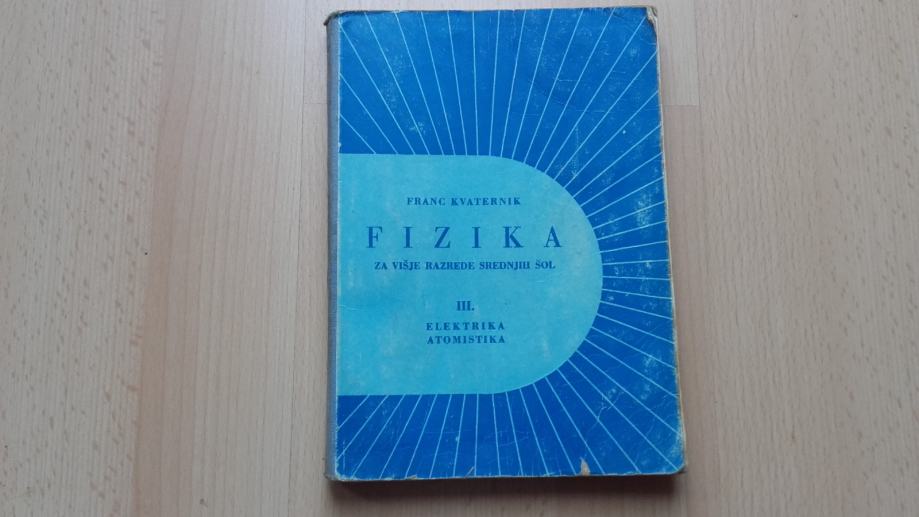 FRANC KVATERNIK
FIZIKA
ZA VIŠJE RAZREDE SREDNJIH ŠOL
III.
ELEKTRIKA
ATOMISTIKA